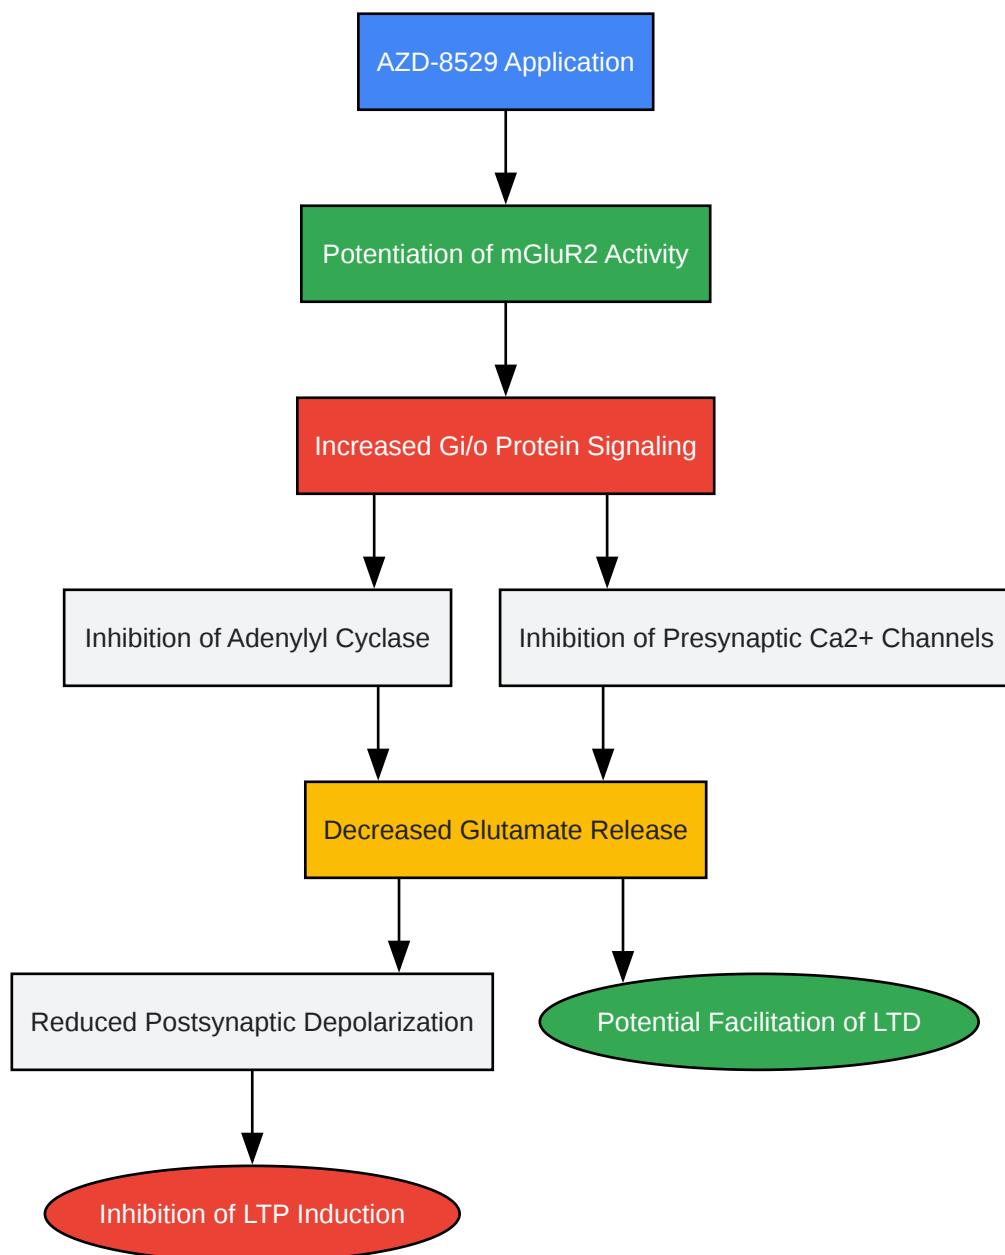 AZD-8529 Application
Potentiation of mGluR2 Activity
Increased Gi/o Protein Signaling
Inhibition of Adenylyl Cyclase
Inhibition of Presynaptic Ca2+ Channels
Decreased Glutamate Release
Reduced Postsynaptic Depolarization
Potential Facilitation of LTD
Inhibition of LTP Induction